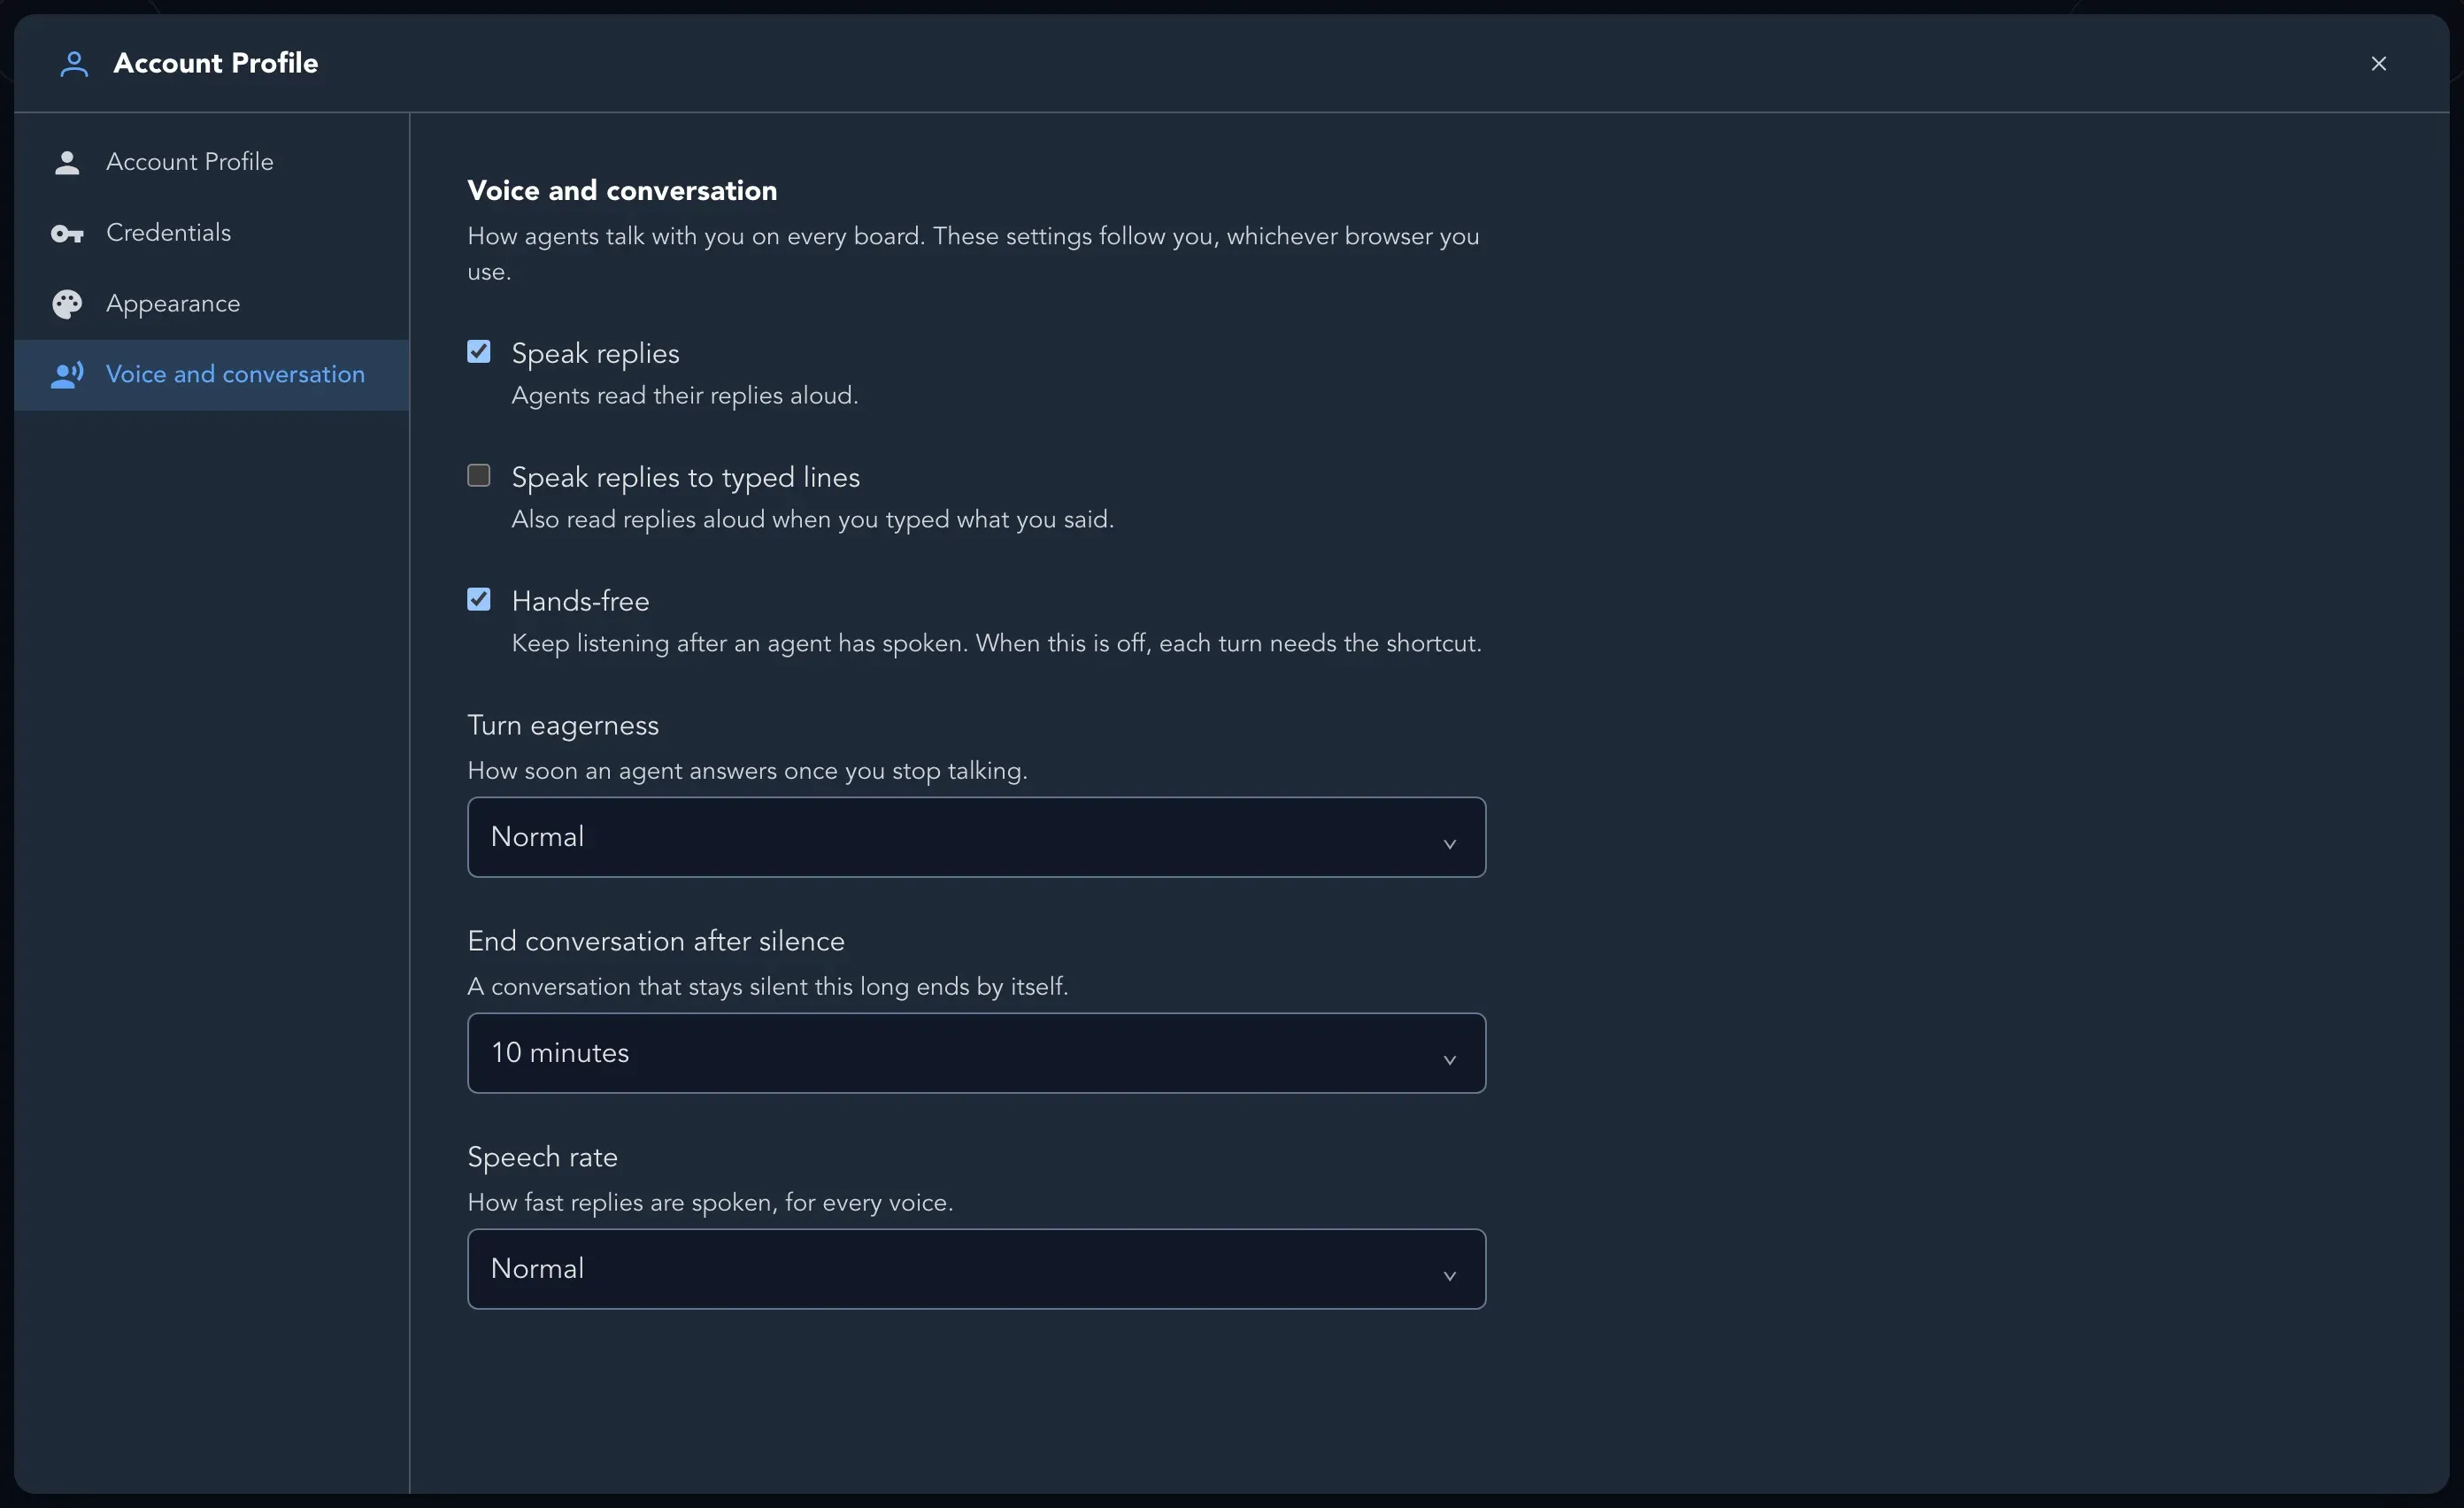 Account Profile
Account Profile
Credentials
Appearance
Voice and conversation
Voice and conversation
How agents talk with you on every board. These settings follow you, whichever browser you
use.
Speak replies
Agents read their replies aloud.
Speak replies to typed lines
Also read replies aloud when you typed what you said.
Hands-free
Keep listening after an agent has spoken. When this is off, each turn needs the shortcut.
Turn eagerness
How soon an agent answers once you stop talking.
Normal
End conversation after silence
A conversation that stays silent this long ends by itself.
10 minutes
Speech rate
How fast replies are spoken, for every voice.
Normal